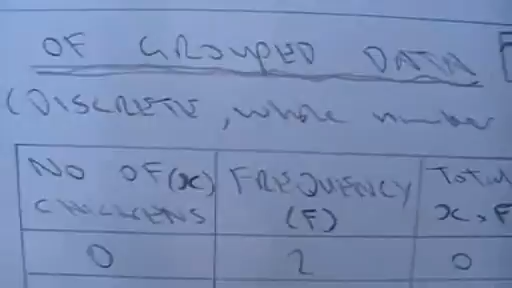 OF GROUPED DATA
(DISCRETE, whole number
NO OF (x) CHICKENS
FREQUENCY (F)
Total x.F
0 2 0